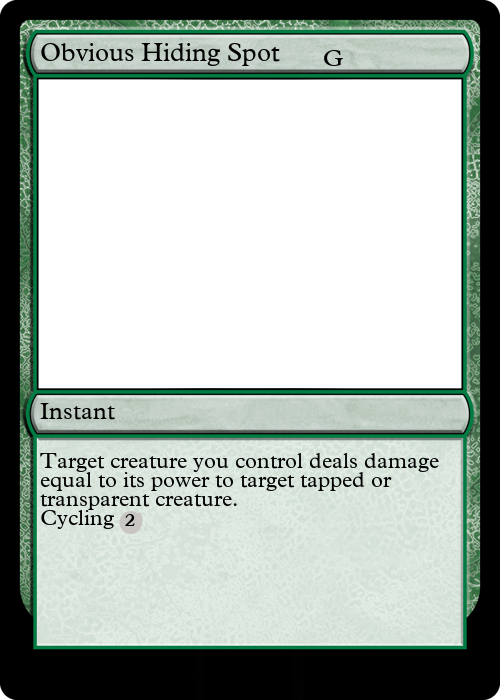 Obvious Hiding Spot G
Instant
Target creature you control deals damage
equal to its power to target tapped or
transparent creature.
Cycling 2